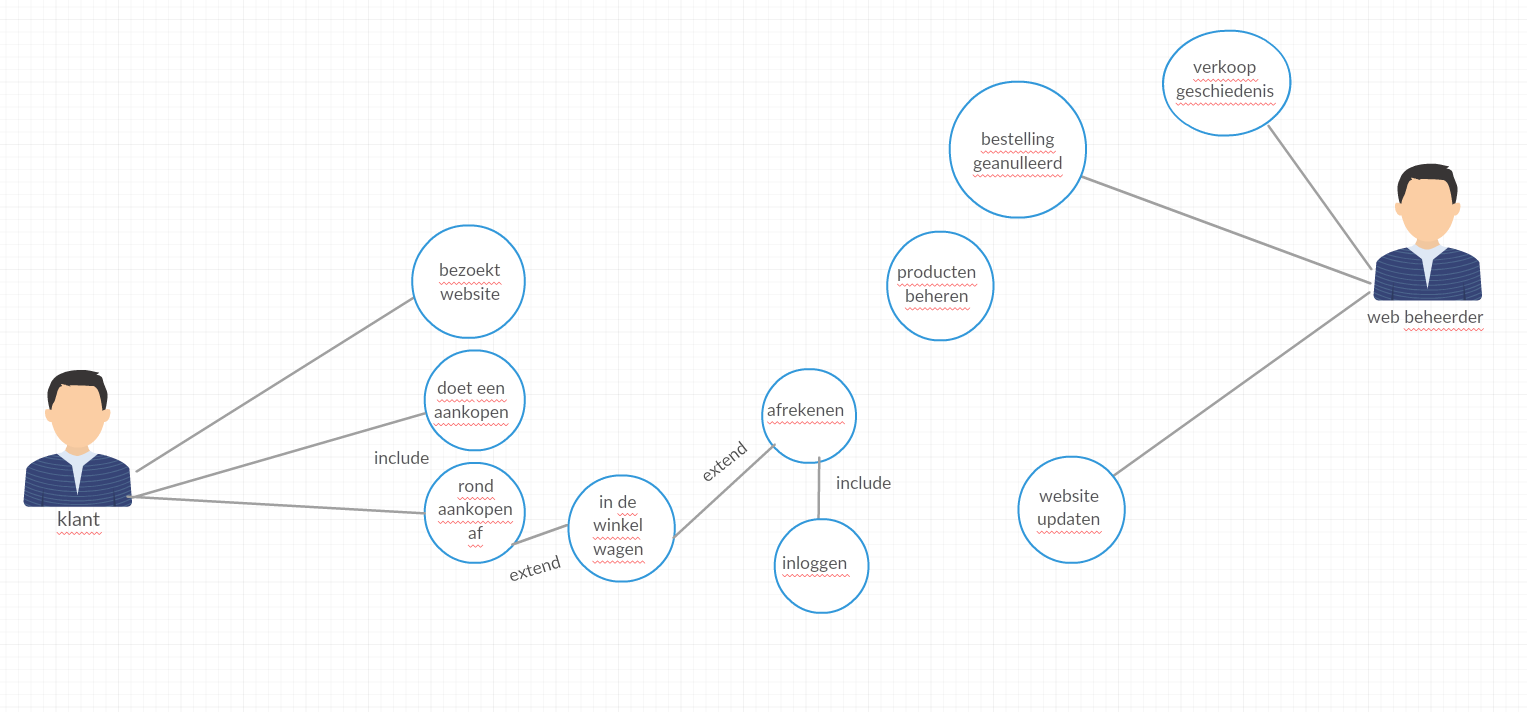 verkoop
geschiedenis
bestelling
geanulleerd
bezoekt
website
producten
beheren
web beheerder
doet een
aankopen
afrekenen
include
extend
rond
aankopen
af
include
in de
winkel
wagen
website
updaten
klant
extend
inloggen